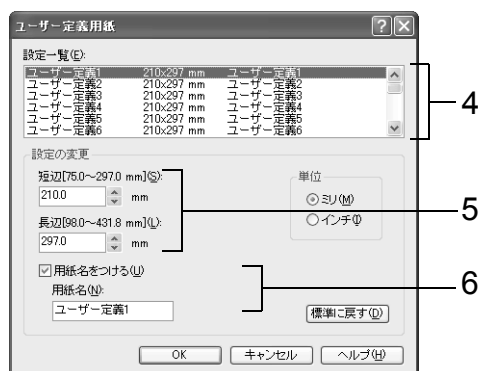 ユーザー定義用紙
設定一覧(E):
ユーザー定義1 210x297 mm ユーザー定義1
ユーザー定義2 210x297 mm ユーザー定義2
ユーザー定義3 210x297 mm ユーザー定義3
ユーザー定義4 210x297 mm ユーザー定義4
ユーザー定義5 210x297 mm ユーザー定義5
ユーザー定義6 210x297 mm ユーザー定義6
4
設定の変更
短辺[75.0～297.0 mm](S):
210.0 mm
長辺[98.0～431.8 mm](L):
297.0 mm
単位
ミリ(M)
インチ(I)
5
用紙名をつける(U)
用紙名(N):
ユーザー定義1
6
標準に戻す(D)
OK キャンセル ヘルプ(H)